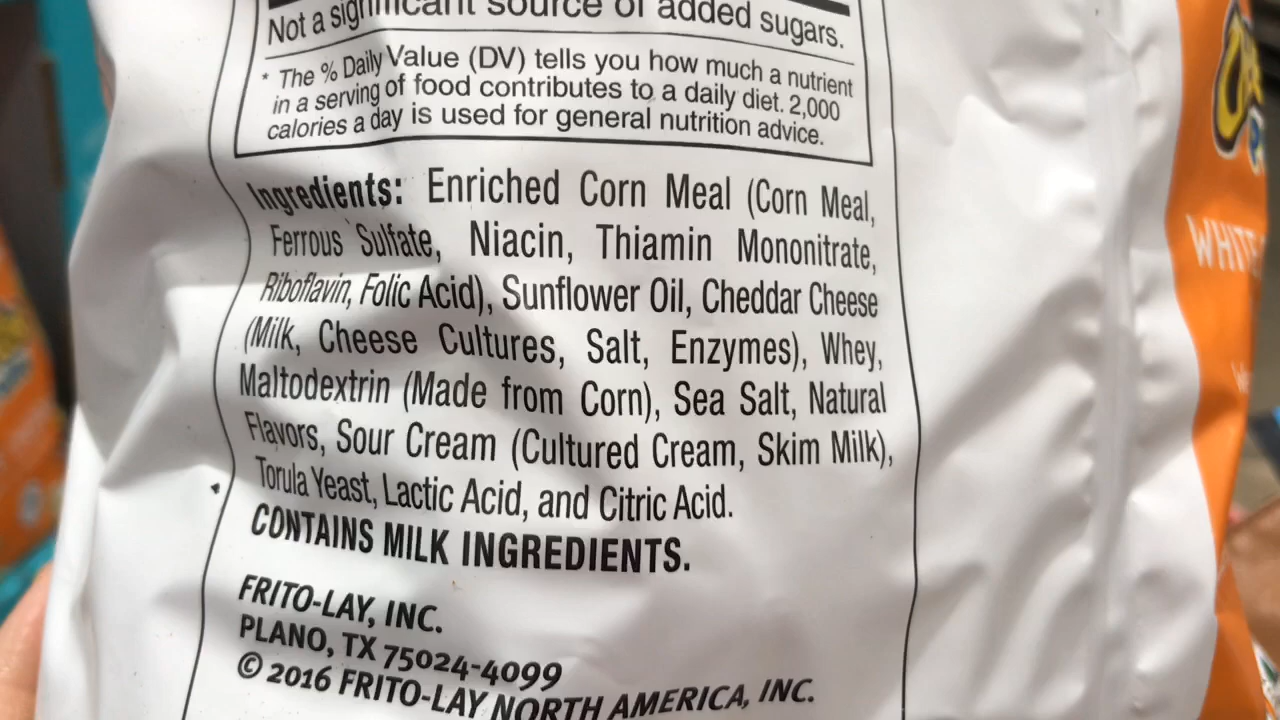 Not a significant source of added sugars.
* The % Daily Value (DV) tells you how much a nutrient
in a serving of food contributes to a daily diet. 2,000
calories a day is used for general nutrition advice.
Ingredients: Enriched Corn Meal (Corn Meal,
Ferrous Sulfate, Niacin, Thiamin Mononitrate,
Riboflavin, Folic Acid), Sunflower Oil, Cheddar Cheese
(Milk, Cheese Cultures, Salt, Enzymes), Whey,
Maltodextrin (Made from Corn), Sea Salt, Natural
Flavors, Sour Cream (Cultured Cream, Skim Milk),
Torula Yeast, Lactic Acid, and Citric Acid.
CONTAINS MILK INGREDIENTS.
FRITO-LAY, INC.
PLANO, TX 75024-4099
© 2016 FRITO-LAY NORTH AMERICA, INC.
WHITE